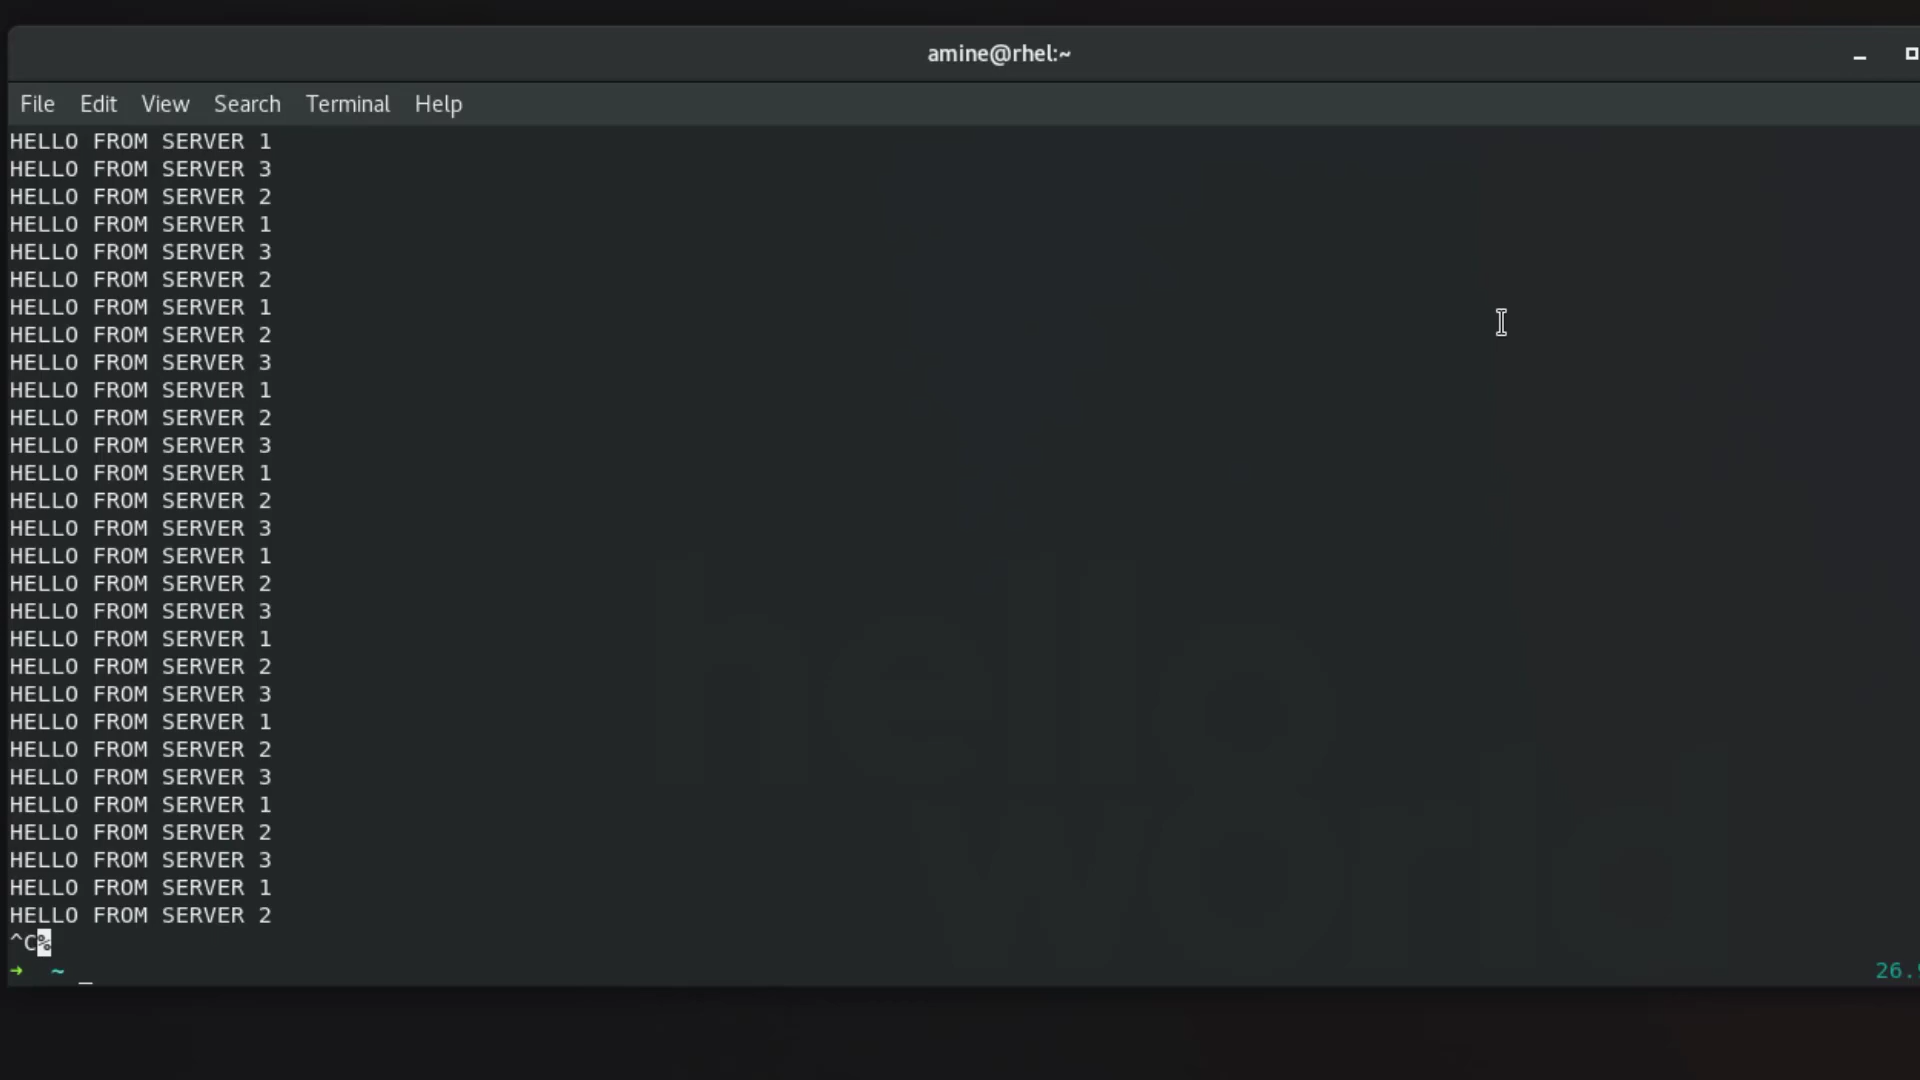 amine@rhel:~
File Edit View Search Terminal Help
HELLO FROM SERVER 1
HELLO FROM SERVER 3
HELLO FROM SERVER 2
HELLO FROM SERVER 1
HELLO FROM SERVER 3
HELLO FROM SERVER 2
HELLO FROM SERVER 1
HELLO FROM SERVER 2
HELLO FROM SERVER 3
HELLO FROM SERVER 1
HELLO FROM SERVER 2
HELLO FROM SERVER 3
HELLO FROM SERVER 1
HELLO FROM SERVER 2
HELLO FROM SERVER 3
HELLO FROM SERVER 1
HELLO FROM SERVER 2
HELLO FROM SERVER 3
HELLO FROM SERVER 1
HELLO FROM SERVER 2
HELLO FROM SERVER 3
HELLO FROM SERVER 1
HELLO FROM SERVER 2
HELLO FROM SERVER 3
HELLO FROM SERVER 1
HELLO FROM SERVER 2
HELLO FROM SERVER 3
HELLO FROM SERVER 1
HELLO FROM SERVER 2
^C%
➜ ~ _
hello
world